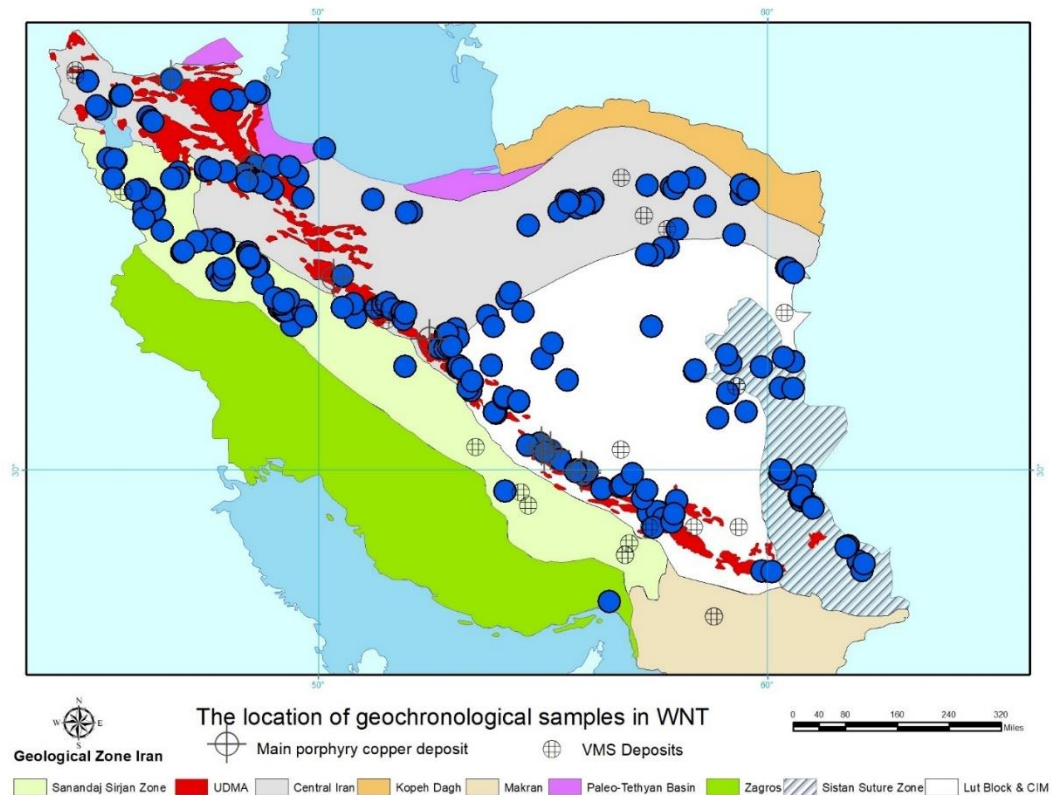 50° 60°
30° 30°
50° 60°
N
W E
S
Geological Zone Iran
The location of geochronological samples in WNT
Main porphyry copper deposit
VMS Deposits
0 40 80 160 240 320
Miles
Sanandaj Sirjan Zone UDMA Central Iran Kopeh Dagh Makran Paleo-Tethyan Basin Zagros Sistan Suture Zone Lut Block & CIM